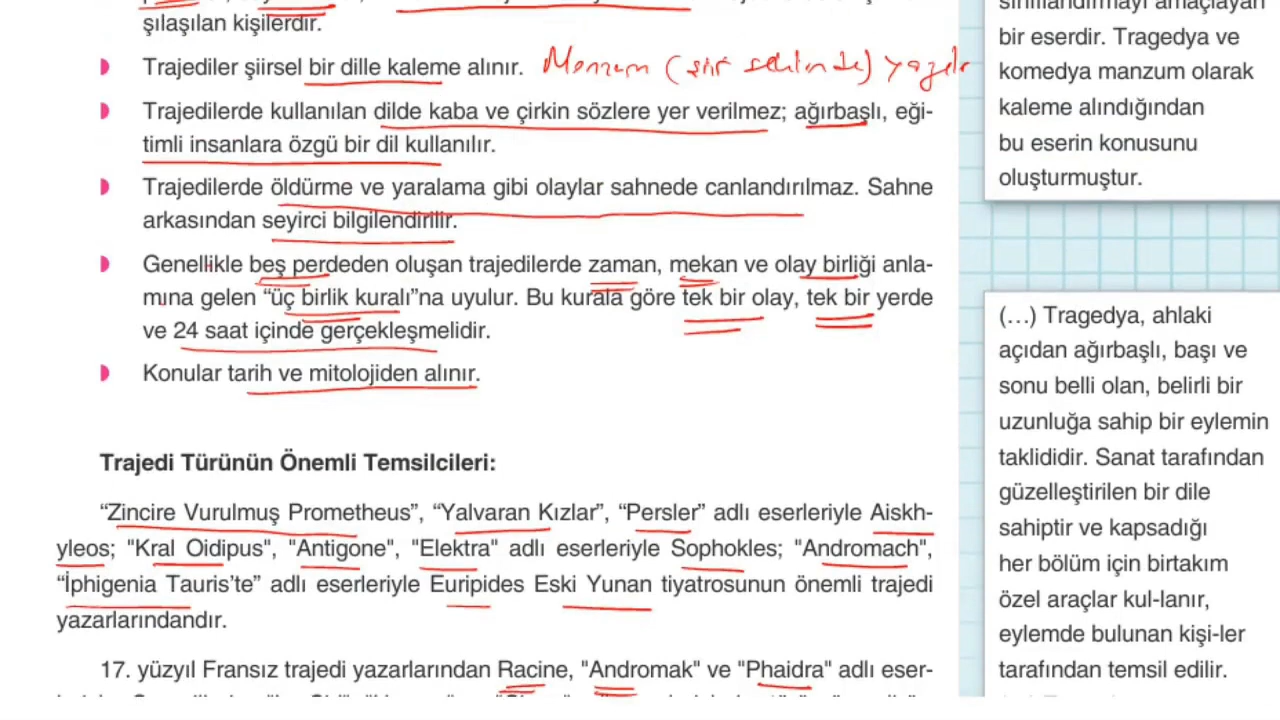 şılaşılan kişilerdir.
Trajediler şiirsel bir dille kaleme alınır. Manzum (şiir şeklinde) yazılır
Trajedilerde kullanılan dilde kaba ve çirkin sözlere yer verilmez; ağırbaşlı, eği-
timli insanlara özgü bir dil kullanılır.
Trajedilerde öldürme ve yaralama gibi olaylar sahnede canlandırılmaz. Sahne
arkasından seyirci bilgilendirilir.
Genellikle beş perdeden oluşan trajedilerde zaman, mekan ve olay birliği anla-
mına gelen “üç birlik kuralı”na uyulur. Bu kurala göre tek bir olay, tek bir yerde
ve 24 saat içinde gerçekleşmelidir.
Konular tarih ve mitolojiden alınır.
Trajedi Türünün Önemli Temsilcileri:
“Zincire Vurulmuş Prometheus”, “Yalvaran Kızlar”, “Persler” adlı eserleriyle Aiskh-
yleos; "Kral Oidipus", "Antigone", "Elektra" adlı eserleriyle Sophokles; "Andromach",
“İphigenia Tauris’te” adlı eserleriyle Euripides Eski Yunan tiyatrosunun önemli trajedi
yazarlarındandır.
17. yüzyıl Fransız trajedi yazarlarından Racine, "Andromak" ve "Phaidra" adlı eser-
sınıflandırmayı amaçlayan
bir eserdir. Tragedya ve
komedya manzum olarak
kaleme alındığından
bu eserin konusunu
oluşturmuştur.
(...) Tragedya, ahlaki
açıdan ağırbaşlı, başı ve
sonu belli olan, belirli bir
uzunluğa sahip bir eylemin
taklididir. Sanat tarafından
güzelleştirilen bir dile
sahiptir ve kapsadığı
her bölüm için birtakım
özel araçlar kul-lanır,
eylemde bulunan kişi-ler
tarafından temsil edilir.